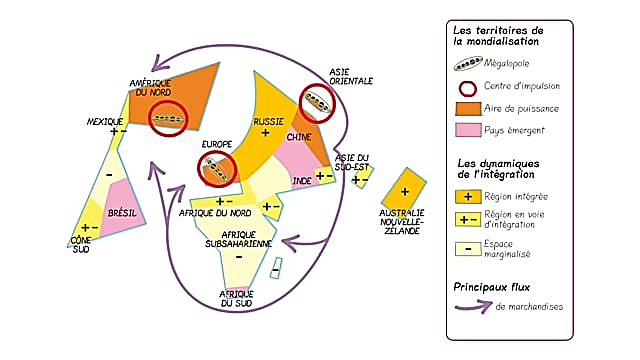 ASIE
ORIENTALE
AMÉRIQUE
DU NORD
MEXIQUE
+ -
RUSSIE
+
CHINE
EUROPE
ASIE DU
SUD-EST
+ -
+ -
INDE
-
BRÉSIL
+ -
CÔNE
SUD
+ -
AFRIQUE DU NORD
+ -
AFRIQUE
SUBSAHARIENNE
-
-
AFRIQUE
DU SUD
+
AUSTRALIE
NOUVELLE-
ZÉLANDE
Les territoires de
la mondialisation
Mégalopole
Centre d'impulsion
Aire de puissance
Pays émergent
Les dynamiques
de l'intégration
+ Région intégrée
+ - Région en voie
d'intégration
- Espace
marginalisé
Principaux flux
de marchandises